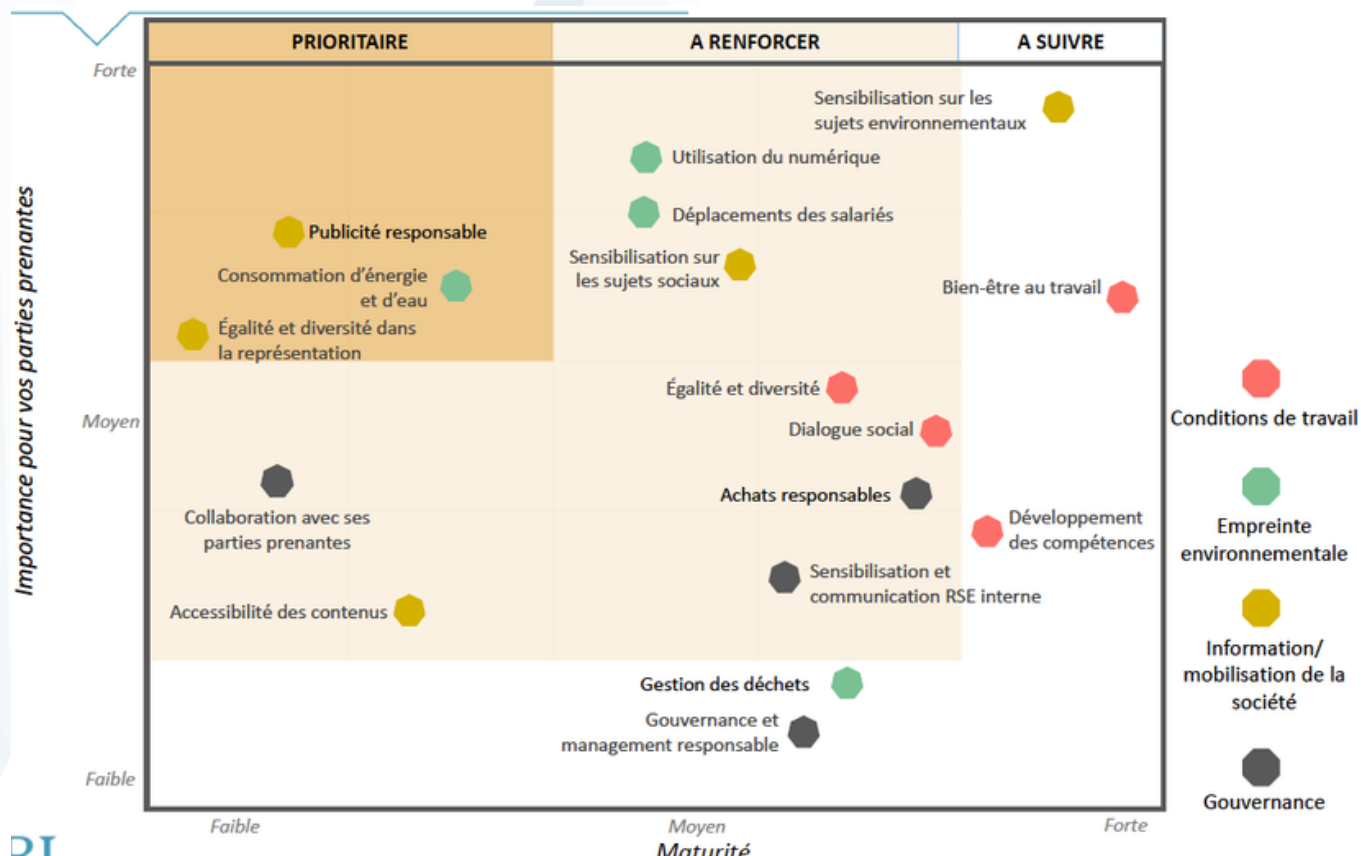 PRIORITAIRE
A RENFORCER
A SUIVRE
Forte
Sensibilisation sur les
sujets environnementaux
Utilisation du numérique
Importance pour vos parties prenantes
Déplacements des salariés
Publicité responsable
Sensibilisation sur
les sujets sociaux
Consommation d'énergie
et d'eau
Bien-être au travail
Égalité et diversité dans
la représentation
Égalité et diversité
Moyen
Dialogue social
Conditions de travail
Achats responsables
Collaboration avec ses
parties prenantes
Développement
des compétences
Empreinte
environnementale
Sensibilisation et
communication RSE interne
Accessibilité des contenus
Information/
mobilisation de la
société
Gestion des déchets
Gouvernance et
management responsable
Faible
Gouvernance
Faible
Moyen
Forte
Maturité